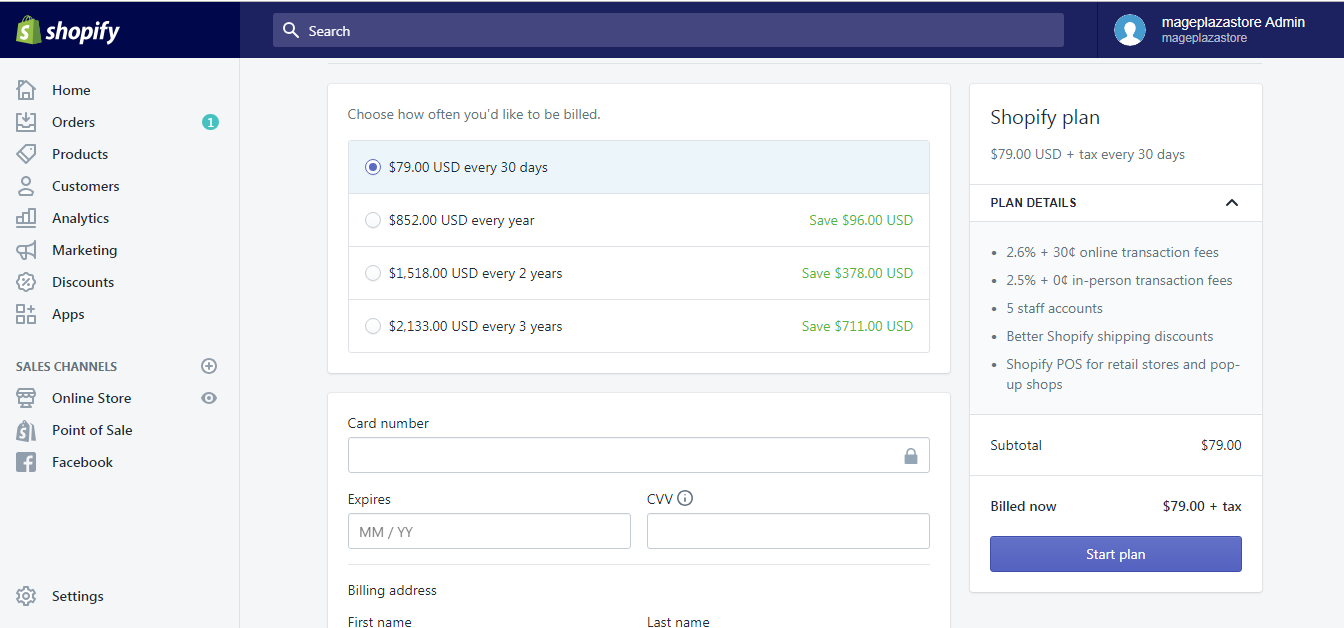 shopify
Search
mageplazastore Admin
mageplazastore
Home
Orders 1
Products
Customers
Analytics
Marketing
Discounts
Apps
SALES CHANNELS
Online Store
Point of Sale
Facebook
Settings
Choose how often you'd like to be billed.
$79.00 USD every 30 days
$852.00 USD every year Save $96.00 USD
$1,518.00 USD every 2 years Save $378.00 USD
$2,133.00 USD every 3 years Save $711.00 USD
Card number
Expires CVV
MM / YY
Billing address
First name Last name
Shopify plan
$79.00 USD + tax every 30 days
PLAN DETAILS
• 2.6% + 30¢ online transaction fees
• 2.5% + 0¢ in-person transaction fees
• 5 staff accounts
• Better Shopify shipping discounts
• Shopify POS for retail stores and pop-
up shops
Subtotal $79.00
Billed now $79.00 + tax
Start plan